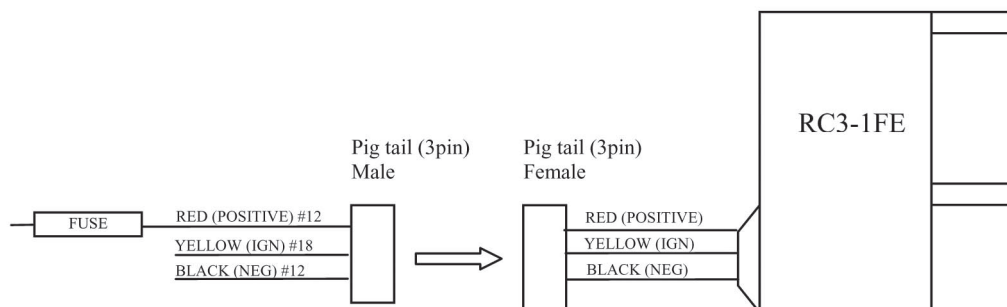 RC3-1FE
Pig tail (3pin)
Male
Pig tail (3pin)
Female
FUSE
RED (POSITIVE) #12
YELLOW (IGN) #18
BLACK (NEG) #12
RED (POSITIVE)
YELLOW (IGN)
BLACK (NEG)